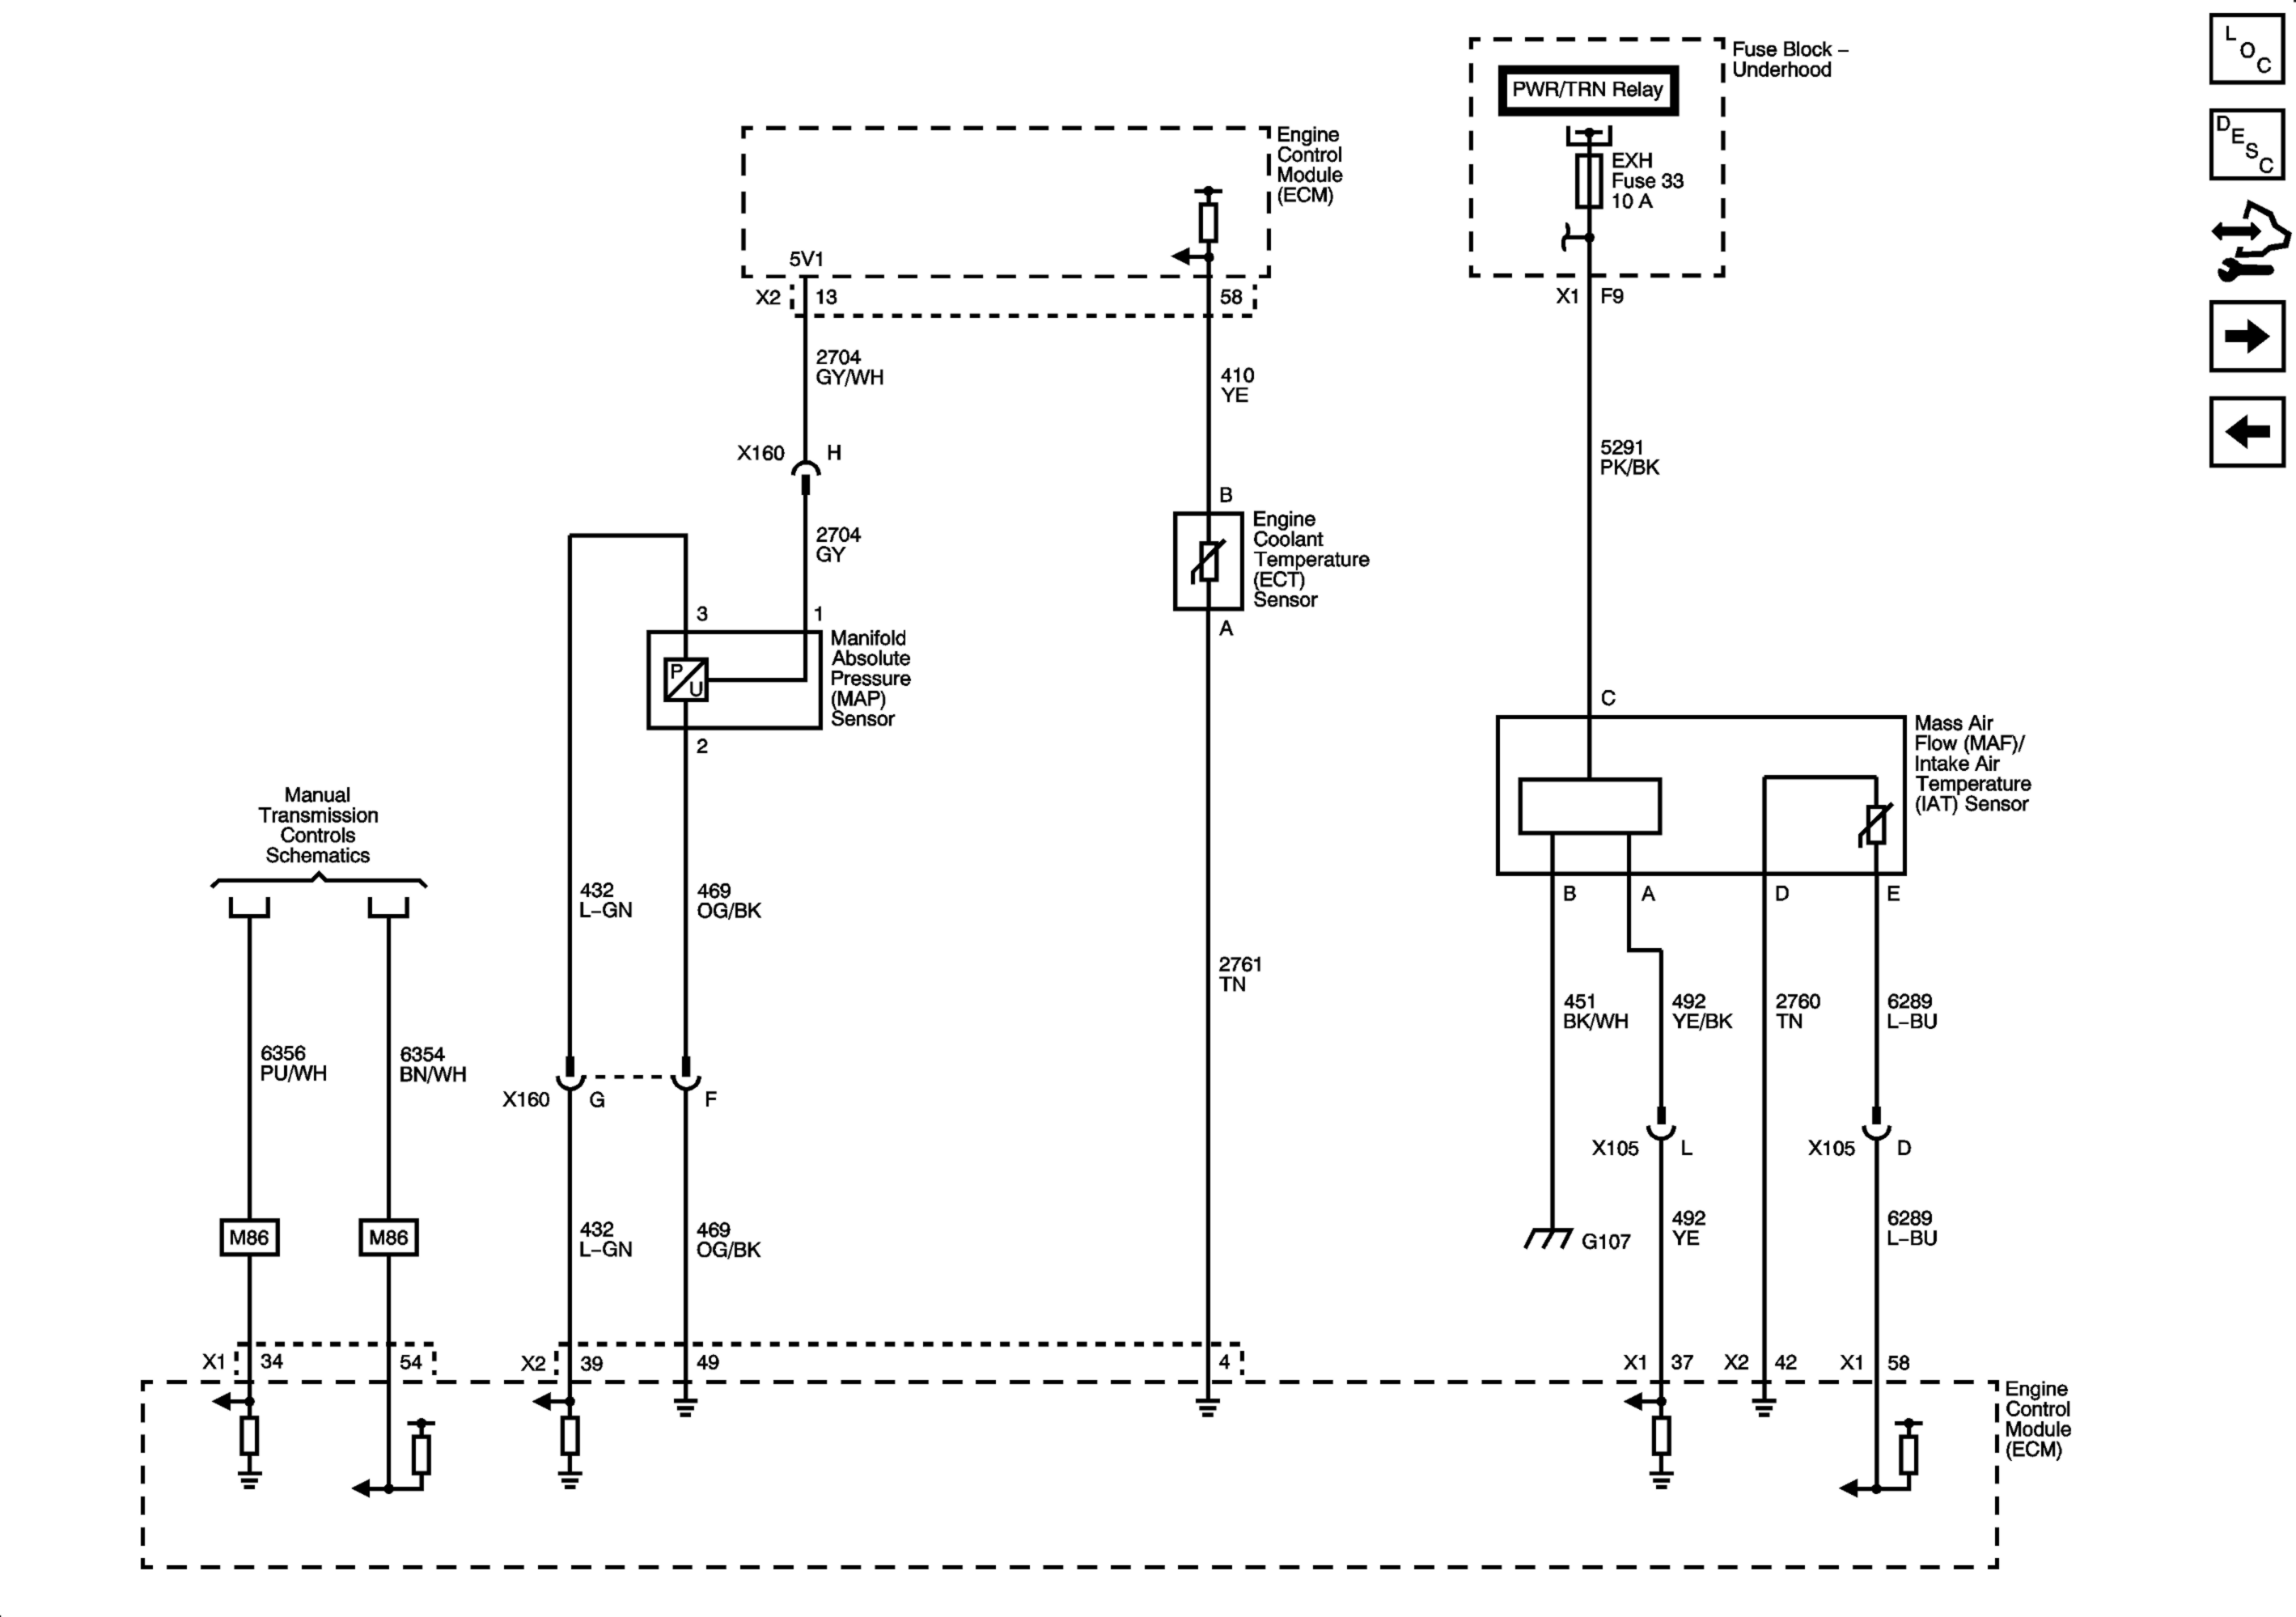 Fuse Block –
Underhood
PWR/TRN Relay
EXH
Fuse 33
10 A
X1 F9
L
O
C
D
E
S
C
Engine
Control
Module
(ECM)
5V1
X2 13
58
2704
GY/WH
410
YE
X160 H
2704
GY
5291
PK/BK
B
Engine
Coolant
Temperature
(ECT)
Sensor
A
3
1
P
U
Manifold
Absolute
Pressure
(MAP)
Sensor
2
C
Mass Air
Flow (MAF)/
Intake Air
Temperature
(IAT) Sensor
B
A
D
E
Manual
Transmission
Controls
Schematics
432
L–GN
469
OG/BK
2761
TN
451
BK/WH
492
YE/BK
2760
TN
6289
L–BU
6356
PU/WH
6354
BN/WH
X160 G
F
X105 L
X105 D
M86
M86
432
L–GN
469
OG/BK
G107
492
YE
6289
L–BU
X1 34
54
X2 39
49
4
X1 37
X2 42
X1 58
Engine
Control
Module
(ECM)